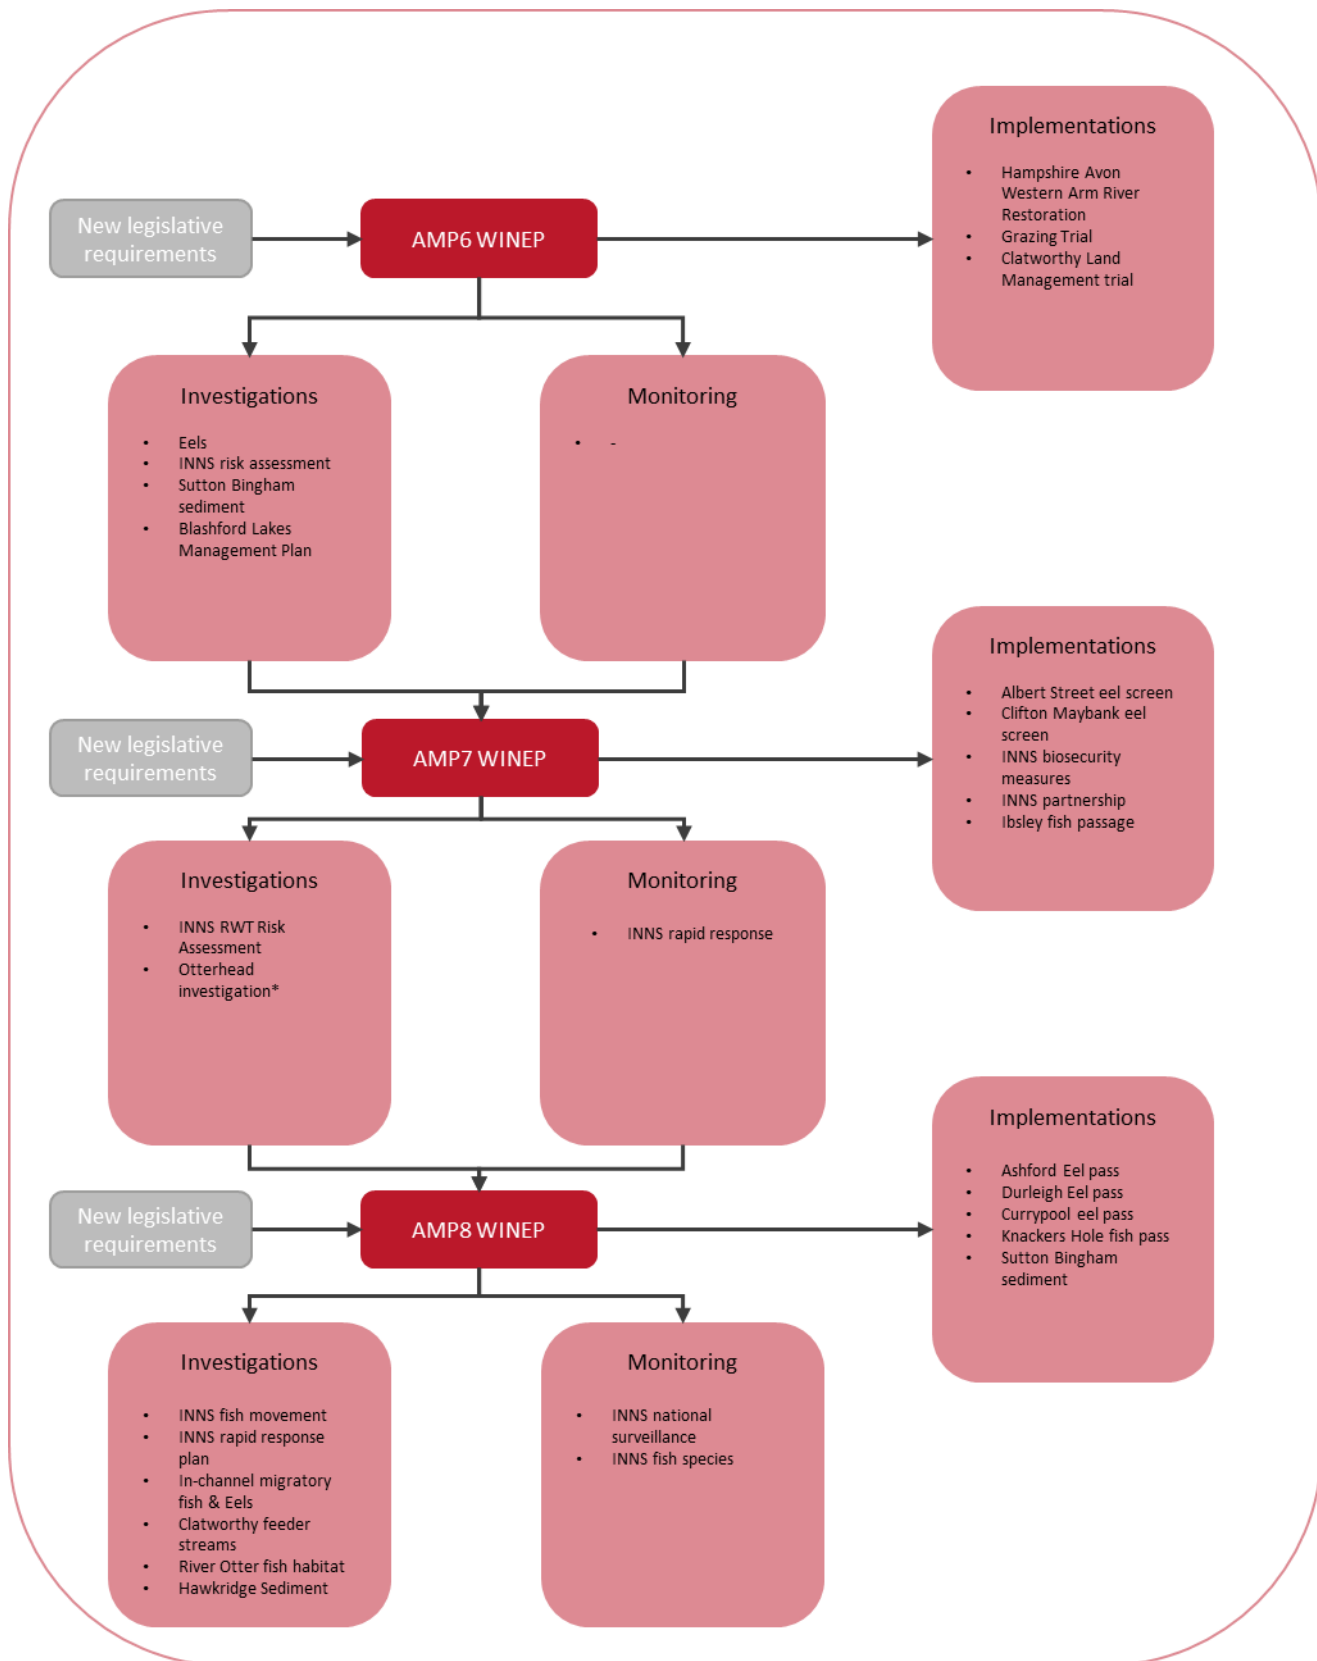 Implementations
• Hampshire Avon
Western Arm River
Restoration
• Grazing Trial
• Clatworthy Land
Management trial
New legislative
requirements
AMP6 WINEP
Investigations
• Eels
• INNS risk assessment
• Sutton Bingham
sediment
• Blashford Lakes
Management Plan
Monitoring
• -
Implementations
• Albert Street eel screen
• Clifton Maybank eel
screen
• INNS biosecurity
measures
• INNS partnership
• Ibsley fish passage
New legislative
requirements
AMP7 WINEP
Investigations
• INNS RWT Risk
Assessment
• Otterhead
investigation*
Monitoring
• INNS rapid response
Implementations
• Ashford Eel pass
• Durleigh Eel pass
• Currypool eel pass
• Knackers Hole fish pass
• Sutton Bingham
sediment
New legislative
requirements
AMP8 WINEP
Investigations
• INNS fish movement
• INNS rapid response
plan
• In-channel migratory
fish & Eels
• Clatworthy feeder
streams
• River Otter fish habitat
• Hawkridge Sediment
Monitoring
• INNS national
surveillance
• INNS fish species